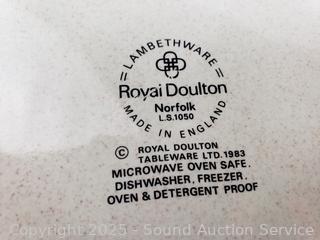 = LAMBETHWARE =
Royal Doulton
Norfolk
L.S.1050
MADE IN ENGLAND
© ROYAL DOULTON
TABLEWARE LTD.1983
MICROWAVE OVEN SAFE.
DISHWASHER, FREEZER.
OVEN & DETERGENT PROOF
Copyright 2025 - Sound Auction Service